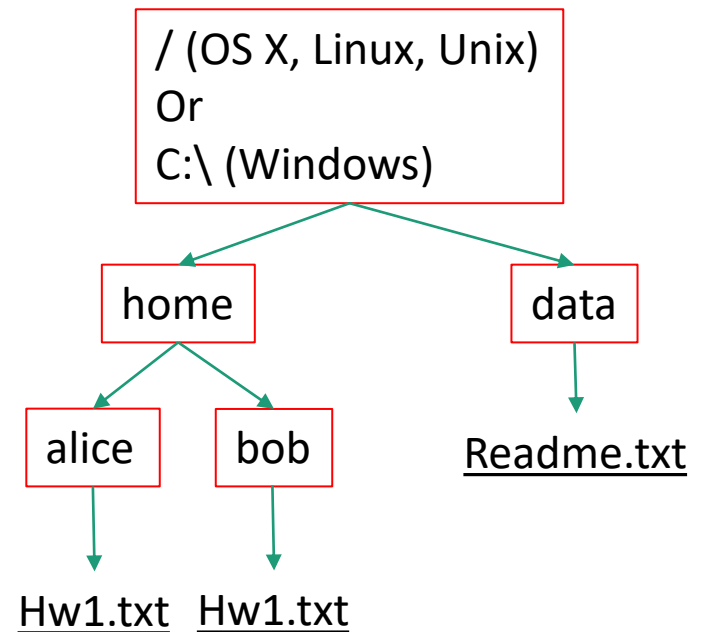 / (OS X, Linux, Unix)
Or
C:\ (Windows)
home
data
alice
bob
Readme.txt
Hw1.txt
Hw1.txt